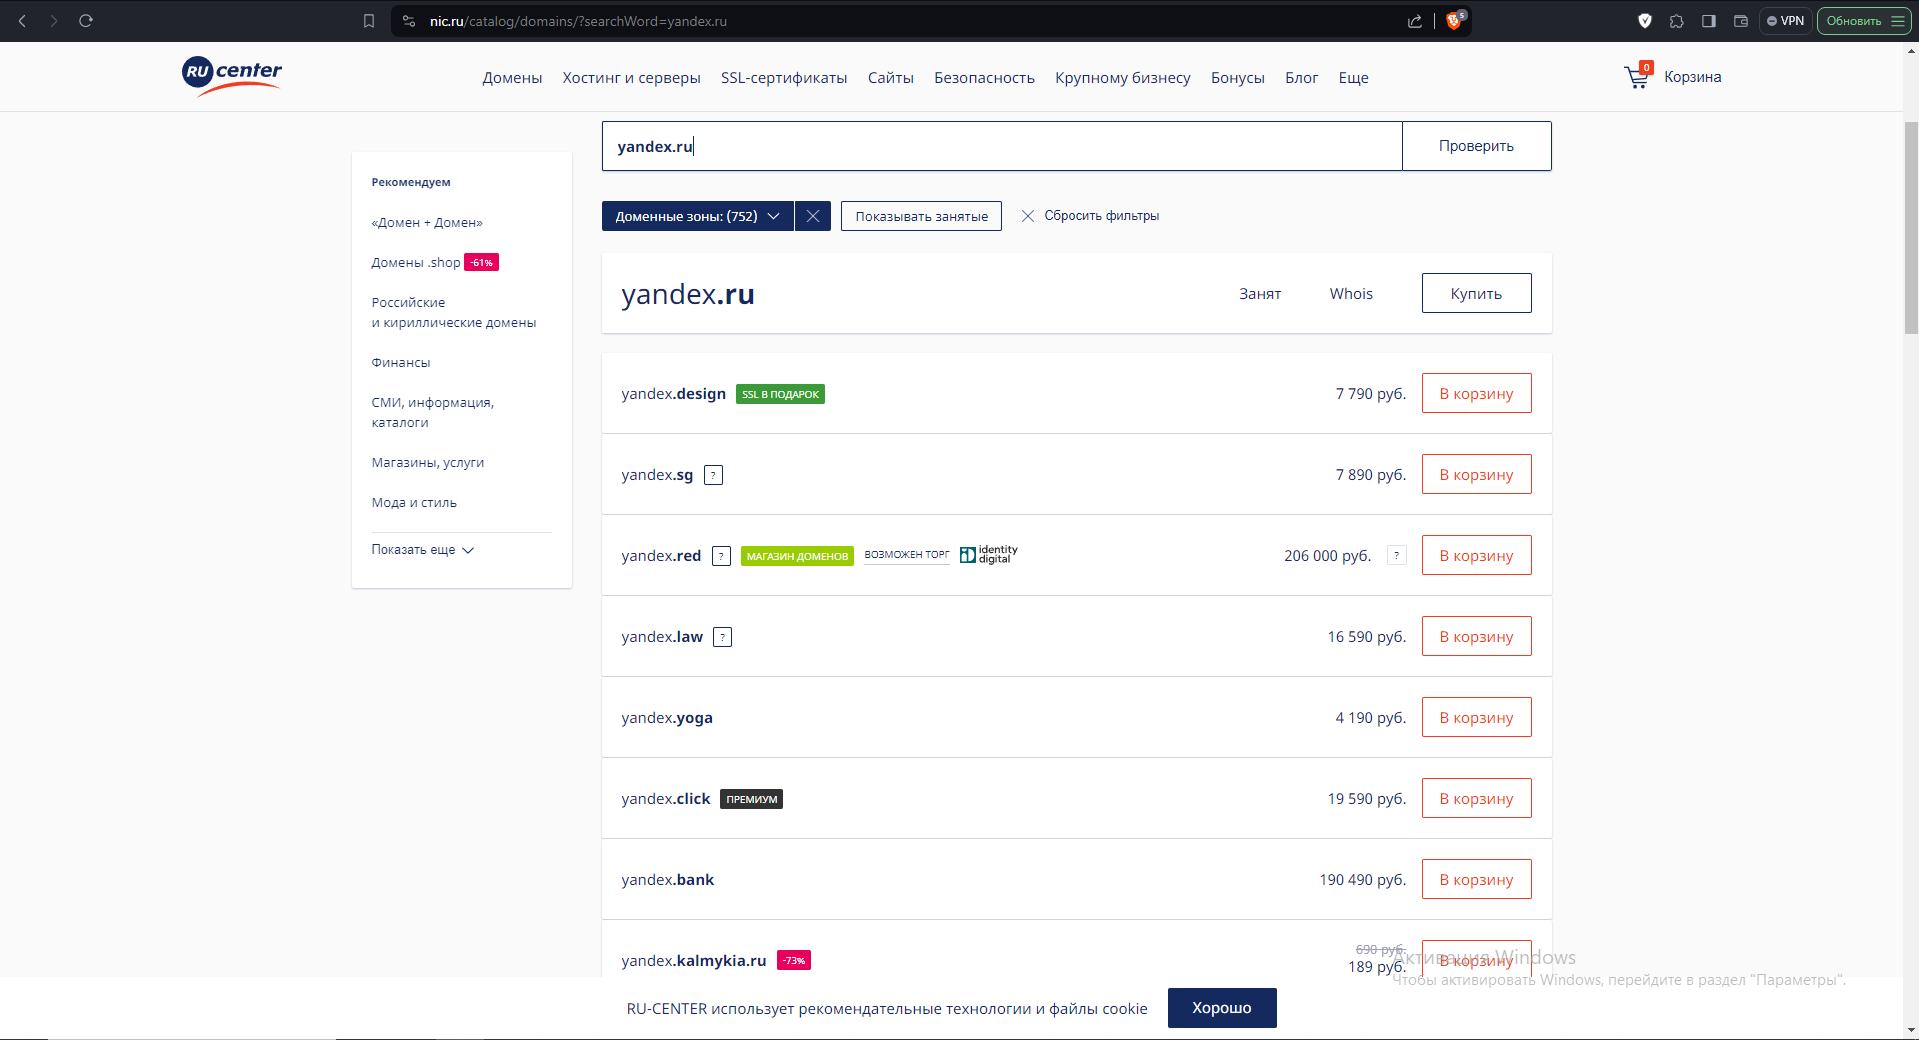 nic.ru/catalog/domains/?searchWord=yandex.ru
5
VPN
Обновить
RU center
Домены
Хостинг и серверы
SSL-сертификаты
Сайты
Безопасность
Крупному бизнесу
Бонусы
Блог
Еще
0
Корзина
yandex.ru
Проверить
Доменные зоны: (752)
Показывать занятые
Сбросить фильтры
Рекомендуем
«Домен + Домен»
Домены .shop -61%
Российские
и кириллические домены
Финансы
СМИ, информация,
каталоги
Магазины, услуги
Мода и стиль
Показать еще
yandex.ru
Занят
Whois
Купить
yandex.design SSL В ПОДАРОК 7 790 руб. В корзину
yandex.sg ? 7 890 руб. В корзину
yandex.red ? МАГАЗИН ДОМЕНОВ ВОЗМОЖЕН ТОРГ identity digital 206 000 руб. ? В корзину
yandex.law ? 16 590 руб. В корзину
yandex.yoga 4 190 руб. В корзину
yandex.click ПРЕМИУМ 19 590 руб. В корзину
yandex.bank 190 490 руб. В корзину
690 руб.
yandex.kalmykia.ru -73% 189 руб. В корзину
Активация Windows
Чтобы активировать Windows, перейдите в раздел "Параметры".
RU-CENTER использует рекомендательные технологии и файлы cookie
Хорошо